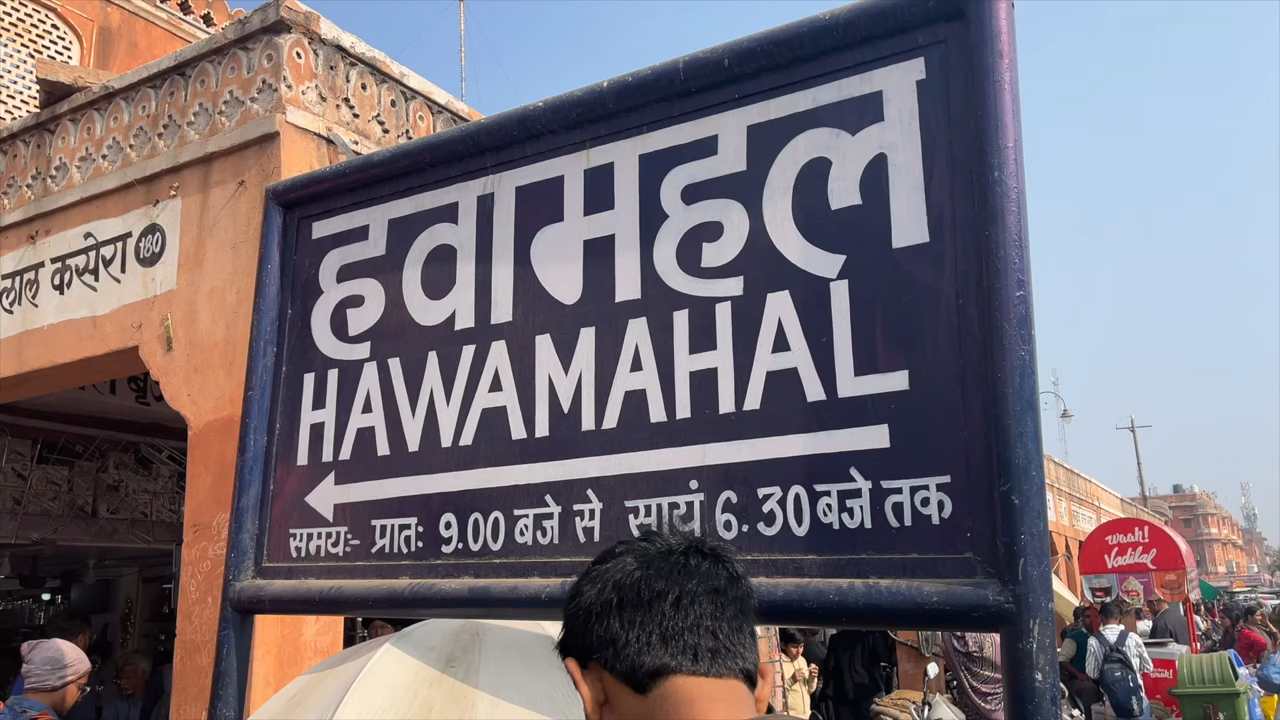 लाल कसेरा 180
हवामहल
HAWAMAHAL
समयः- प्रातः 9.00 बजे से सायं 6.30 बजे तक
waah!
Vadilal